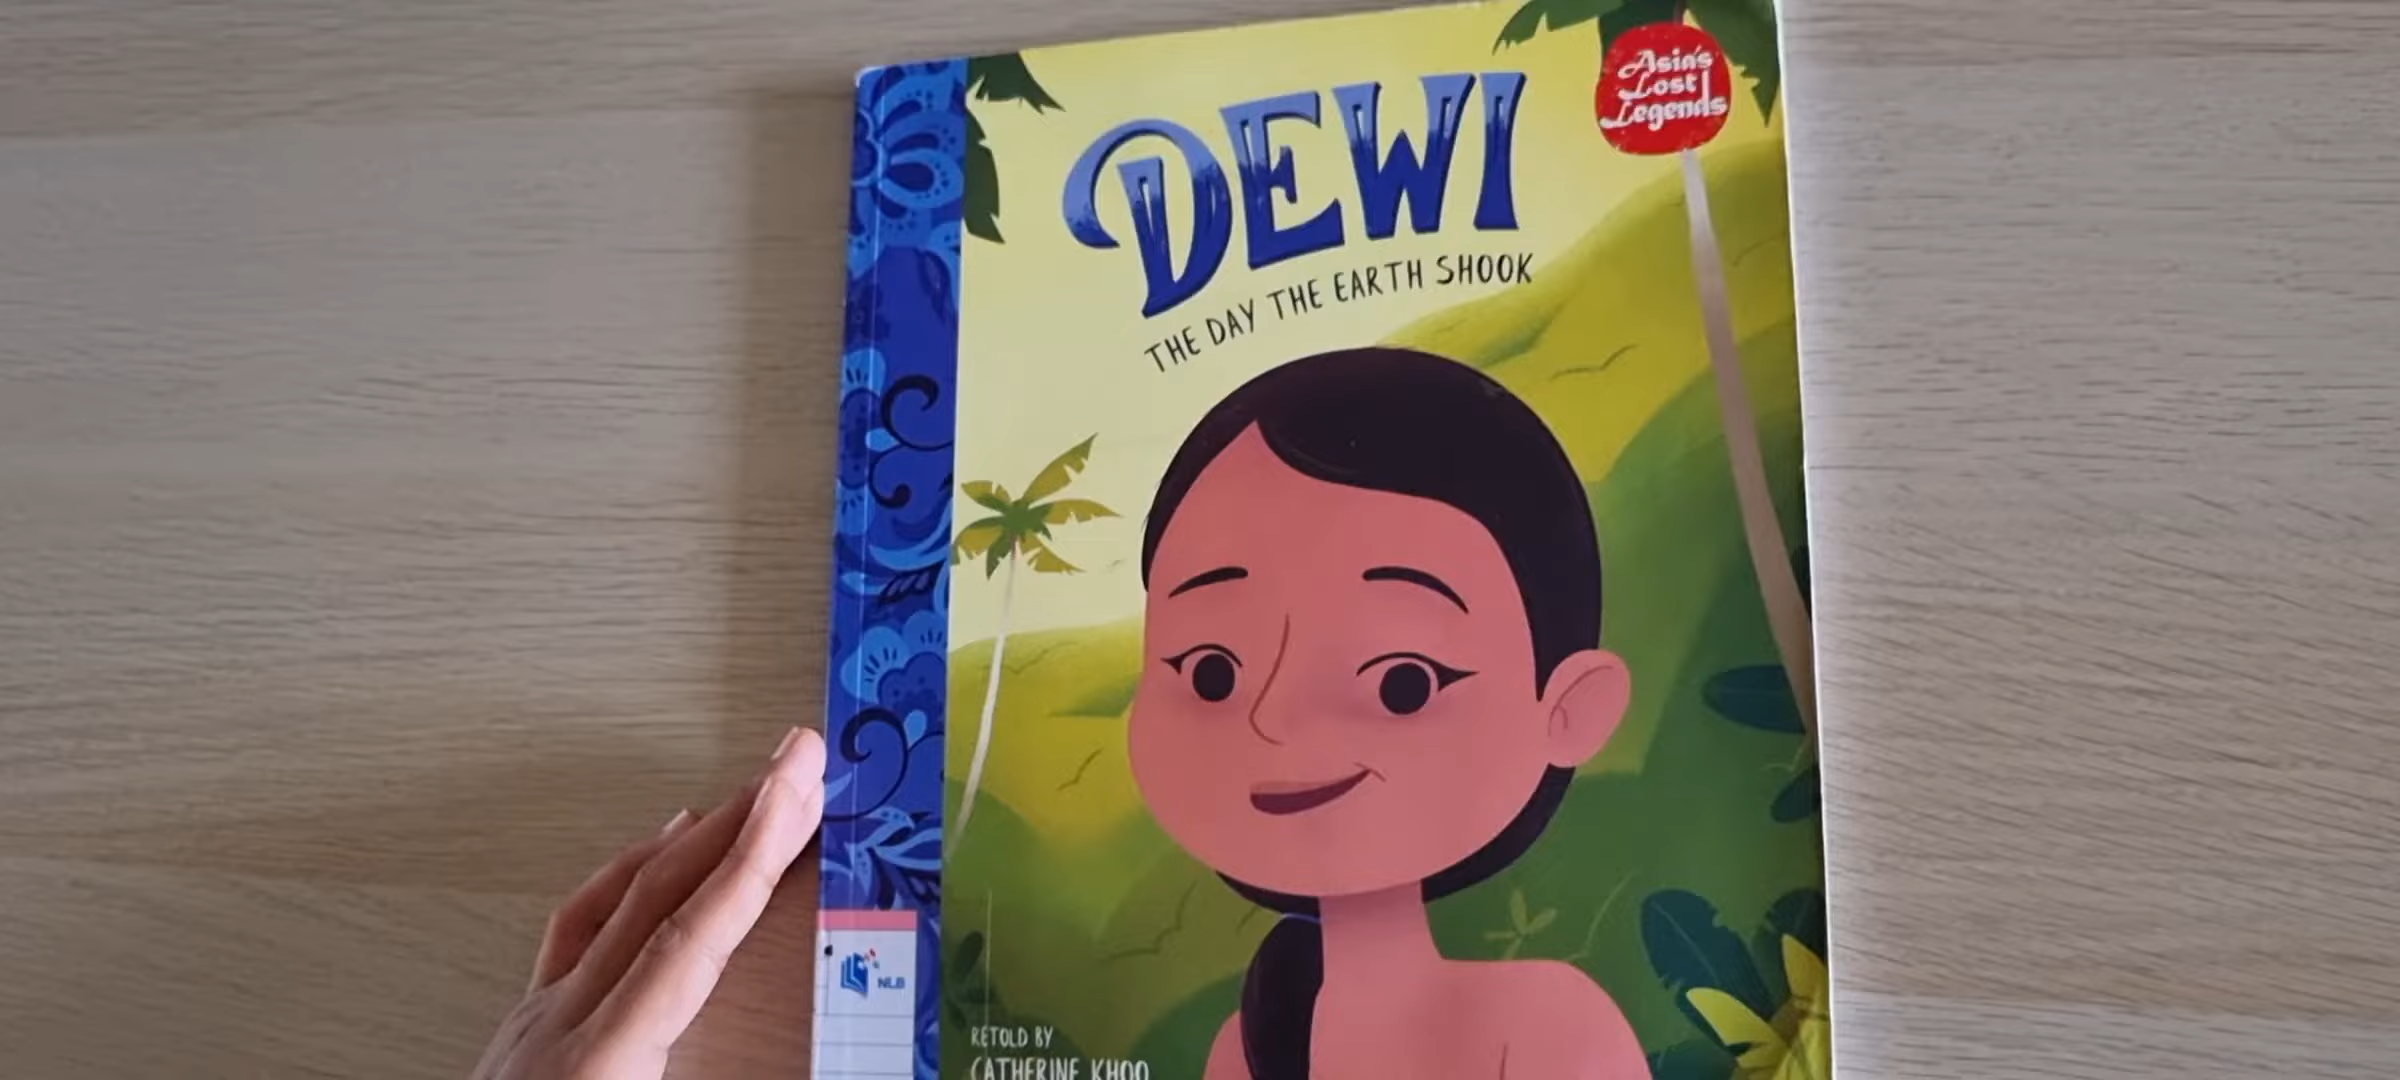 Asia's
Lost
Legends
DEWI
THE DAY THE EARTH SHOOK
NLB
RETOLD BY
CATHERINE KHOO